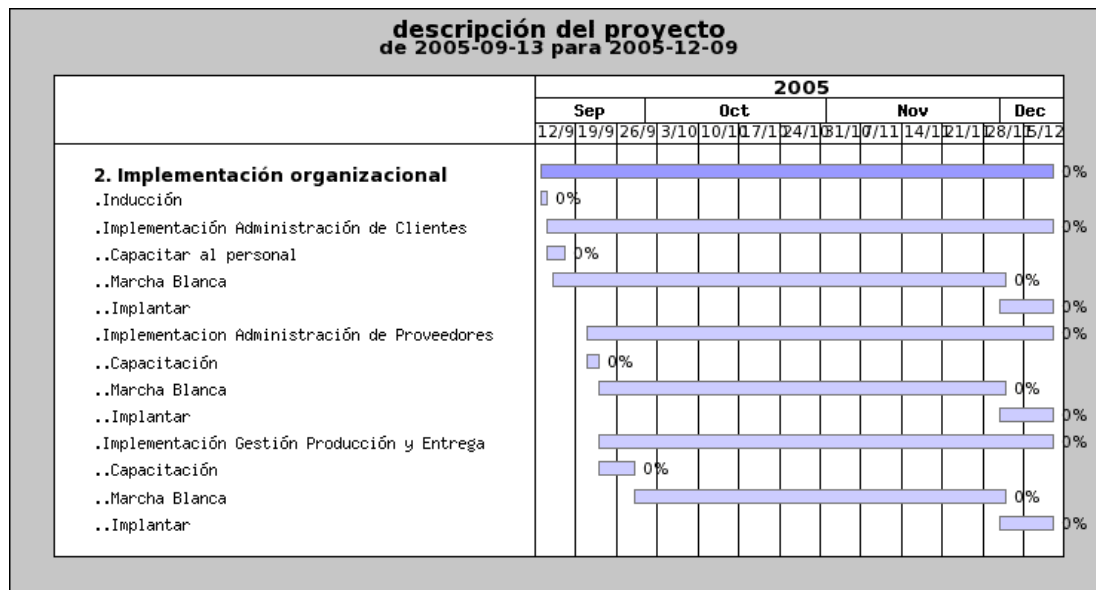 descripción del proyecto
de 2005-09-13 para 2005-12-09
2005
Sep Oct Nov Dec
12/9 19/9 26/9 3/10 10/10 17/10 24/10 31/10 7/11 14/11 21/11 28/11 5/12
2. Implementación organizacional 0%
.Inducción 0%
.Implementación Administración de Clientes 0%
..Capacitar al personal 0%
..Marcha Blanca 0%
..Implantar 0%
.Implementacion Administración de Proveedores 0%
..Capacitación 0%
..Marcha Blanca 0%
..Implantar 0%
.Implementación Gestión Producción y Entrega 0%
..Capacitación 0%
..Marcha Blanca 0%
..Implantar 0%